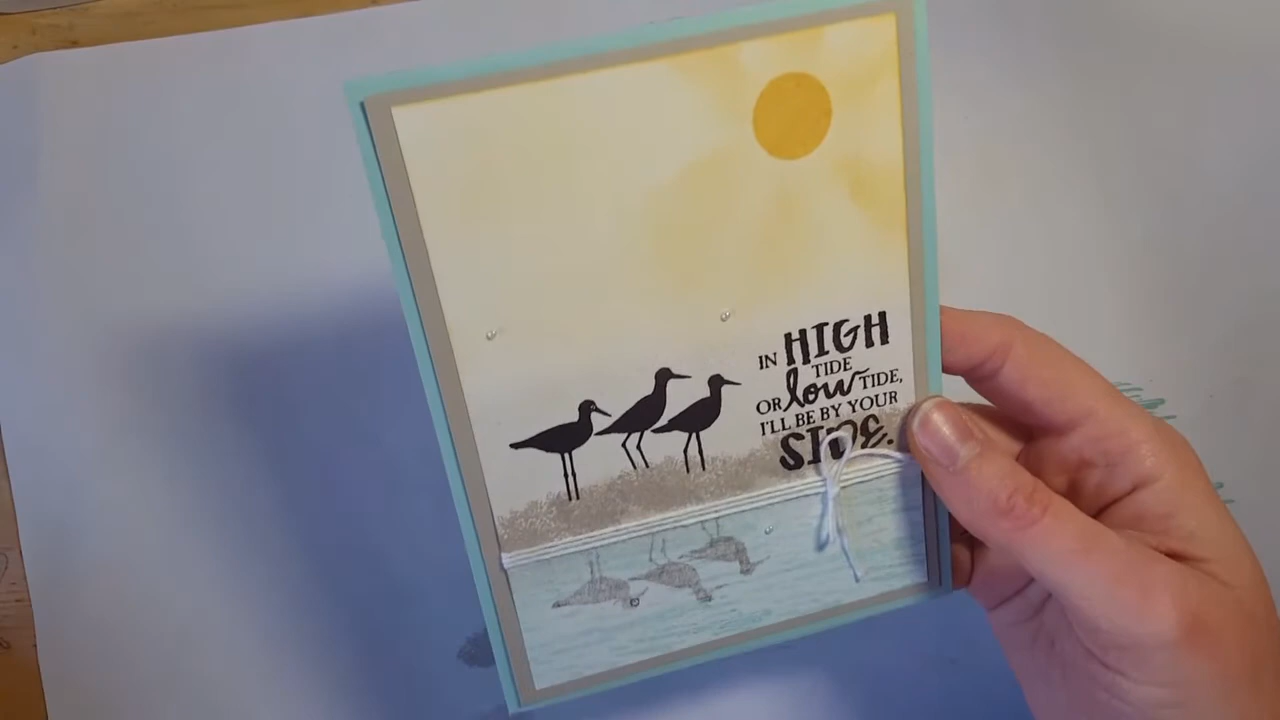 IN HIGH
TIDE
OR low TIDE,
I'LL BE BY YOUR
SIDE.